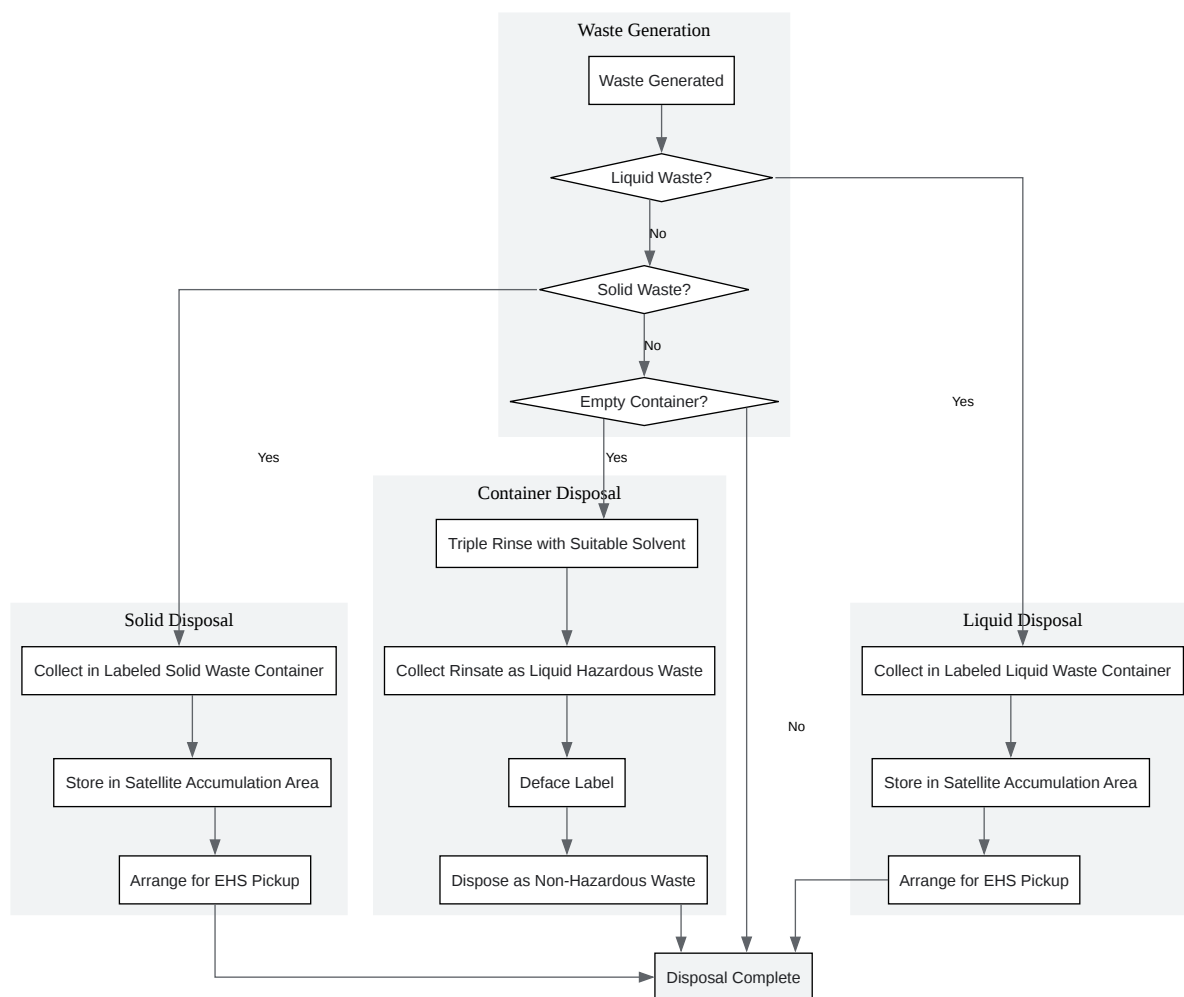 Waste Generation
Waste Generated
Liquid Waste?
No
Solid Waste?
No
Empty Container?
Yes
Yes
Yes
Container Disposal
Triple Rinse with Suitable Solvent
Solid Disposal
Liquid Disposal
Collect in Labeled Solid Waste Container
Collect Rinsate as Liquid Hazardous Waste
Collect in Labeled Liquid Waste Container
No
Store in Satellite Accumulation Area
Deface Label
Store in Satellite Accumulation Area
Arrange for EHS Pickup
Dispose as Non-Hazardous Waste
Arrange for EHS Pickup
Disposal Complete